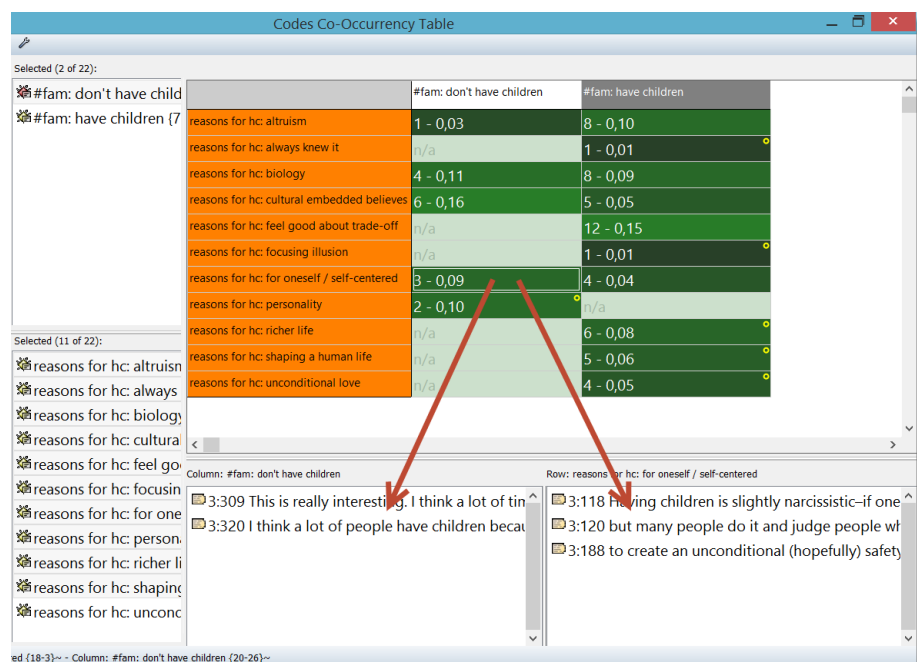 Codes Co-Occurrency Table
Selected (2 of 22):
#fam: don't have child
#fam: have children {7
#fam: don't have children #fam: have children
reasons for hc: altruism 1 - 0,03 8 - 0,10
reasons for hc: always knew it n/a 1 - 0,01
reasons for hc: biology 4 - 0,11 8 - 0,09
reasons for hc: cultural embedded believes 6 - 0,16 5 - 0,05
reasons for hc: feel good about trade-off n/a 12 - 0,15
reasons for hc: focusing illusion n/a 1 - 0,01
reasons for hc: for oneself / self-centered 3 - 0,09 4 - 0,04
reasons for hc: personality 2 - 0,10 n/a
reasons for hc: richer life n/a 6 - 0,08
reasons for hc: shaping a human life n/a 5 - 0,06
reasons for hc: unconditional love n/a 4 - 0,05
Selected (11 of 22):
reasons for hc: altruisn
reasons for hc: always
reasons for hc: biology
reasons for hc: cultural
reasons for hc: feel go
reasons for hc: focusin
reasons for hc: for one
reasons for hc: person
reasons for hc: richer li
reasons for hc: shaping
reasons for hc: uncond
Column: #fam: don't have children
3:309 This is really interesting. I think a lot of tin
3:320 I think a lot of people have children becau
Row: reasons for hc: for oneself / self-centered
3:118 Having children is slightly narcissistic–if one
3:120 but many people do it and judge people wh
3:188 to create an unconditional (hopefully) safety
ed {18-3}~ - Column: #fam: don't have children {20-26}~